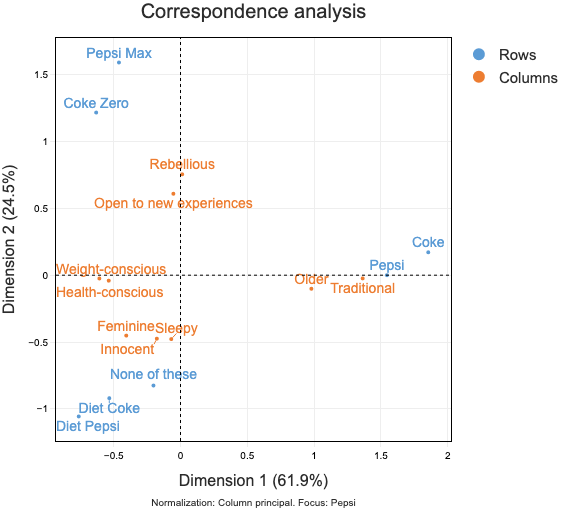 Correspondence analysis
Rows
Columns
Pepsi Max
Coke Zero
Rebellious
Open to new experiences
Coke
Pepsi
Weight-conscious
Older
Traditional
Health-conscious
Feminine
Sleepy
Innocent
None of these
Diet Coke
Diet Pepsi
1.5
1
0.5
0
−0.5
−1
Dimension 2 (24.5%)
−0.5
0
0.5
1
1.5
2
Dimension 1 (61.9%)
Normalization: Column principal. Focus: Pepsi